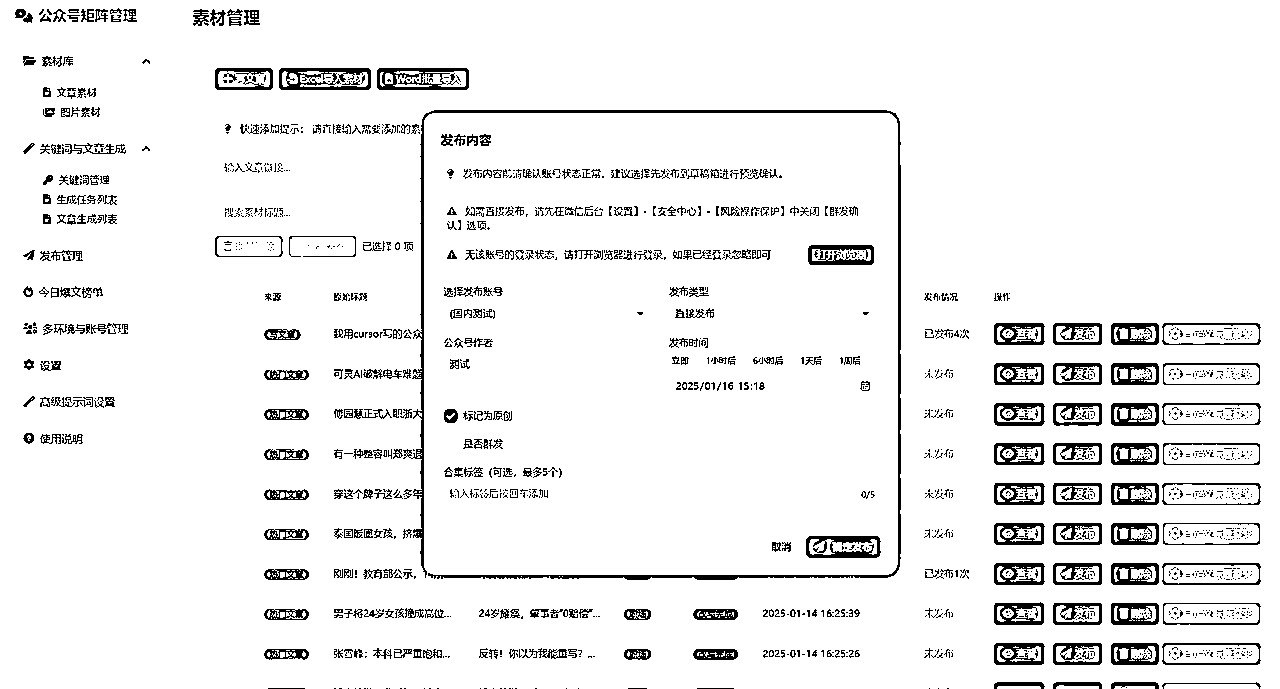 公众号矩阵管理
素材管理
素材库
文章素材
图片素材
关键词与文章生成
关键词管理
生成任务列表
文章生成列表
发布管理
今日爆文榜单
多环境与账号管理
设置
高级提示词设置
使用说明
写文章
Excel导入素材
Word批量导入
快速添加提示： 请直接输入需要添加的素
输入文章链接...
搜索素材标题...
已选择 0 项
来源 原始标题 发布情况 操作
写文章 我用cursor写的公众 已发布4次 查看 发布 删除
热门文章 可灵AI破解电车难题 未发布 查看 发布 删除
热门文章 傅园慧正式入职浙大 未发布 查看 发布 删除
热门文章 有一种整容叫郑爽退 未发布 查看 发布 删除
热门文章 穿这个牌子这么多年 未发布 查看 发布 删除
热门文章 泰国版圈女孩，挤爆 未发布 查看 发布 删除
热门文章 刚刚！教育部公示， 已发布1次 查看 发布 删除
热门文章 男子将24岁女孩撞成高位... 24岁瘫痪，肇事者“0赔偿”... 2025-01-14 16:25:39 未发布 查看 发布 删除
热门文章 张雪峰：本科已严重饱和... 反转！你以为我能重写？... 2025-01-14 16:25:26 未发布 查看 发布 删除
发布内容
发布内容前请确认账号状态正常，建议选择先发布到草稿箱进行预览确认。
如需直接发布，请先在微信后台【设置】-【安全中心】-【风险操作保护】中关闭【群发确
认】选项。
无该账号的登录状态，请打开浏览器进行登录，如果已经登录忽略即可
打开浏览器
选择发布账号 发布类型
(国内测试) 直接发布
公众号作者 发布时间
测试 立即 1小时后 6小时后 1天后 1周后
2025/01/16 15:18
标记为原创
是否群发
合集标签（可选，最多5个）
输入标签后按回车添加 0/5
取消 确定发布